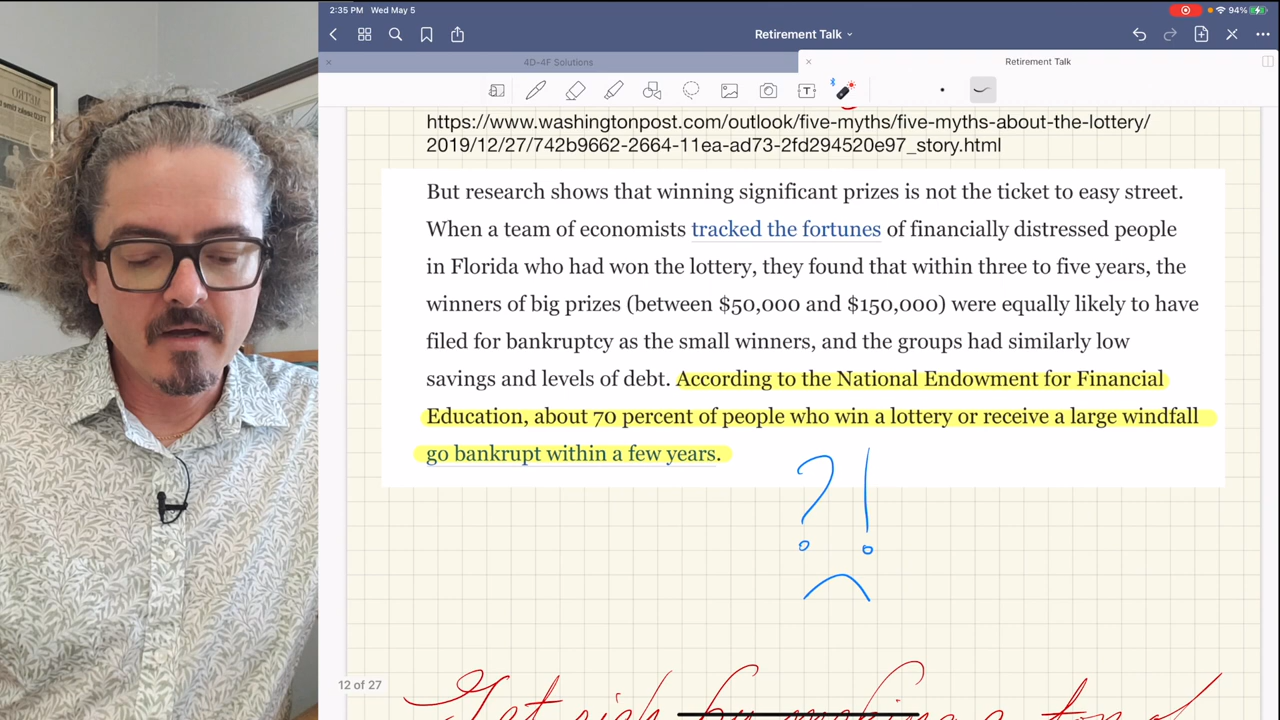 2:35 PM Wed May 5
94%
Retirement Talk
4D-4F Solutions
Retirement Talk
T
https://www.washingtonpost.com/outlook/five-myths/five-myths-about-the-lottery/
2019/12/27/742b9662-2664-11ea-ad73-2fd294520e97_story.html
But research shows that winning significant prizes is not the ticket to easy street.
When a team of economists tracked the fortunes of financially distressed people
in Florida who had won the lottery, they found that within three to five years, the
winners of big prizes (between $50,000 and $150,000) were equally likely to have
filed for bankruptcy as the small winners, and the groups had similarly low
savings and levels of debt. According to the National Endowment for Financial
Education, about 70 percent of people who win a lottery or receive a large windfall
go bankrupt within a few years.
?!
12 of 27
Get rich by making a ton of